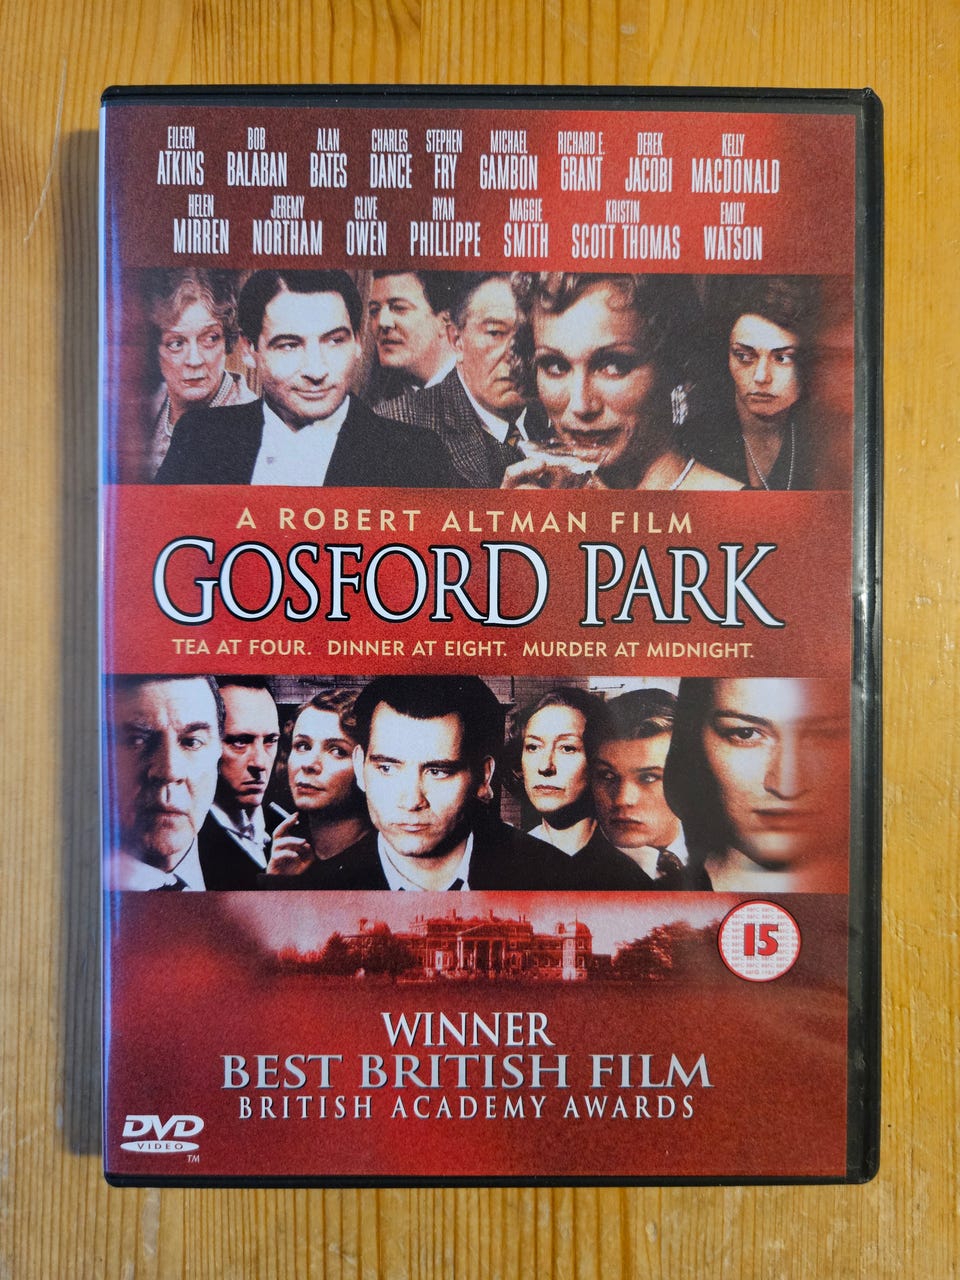 EILEEN BOB ALAN CHARLES STEPHEN MICHAEL RICHARD E. DEREK KELLY
ATKINS BALABAN BATES DANCE FRY GAMBON GRANT JACOBI MACDONALD
HELEN JEREMY CLIVE RYAN MAGGIE KRISTIN EMILY
MIRREN NORTHAM OWEN PHILLIPPE SMITH SCOTT THOMAS WATSON
A ROBERT ALTMAN FILM
GOSFORD PARK
TEA AT FOUR. DINNER AT EIGHT. MURDER AT MIDNIGHT.
15
WINNER
BEST BRITISH FILM
BRITISH ACADEMY AWARDS
DVD
VIDEO
TM